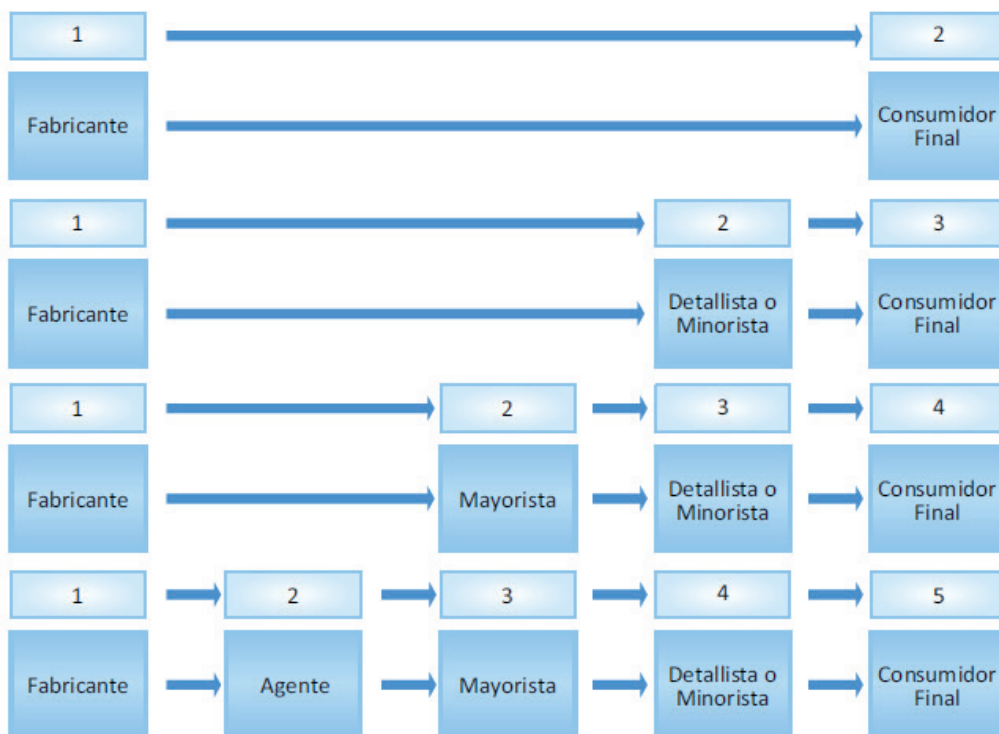 1
2
Fabricante
Consumidor
Final
1
2
3
Fabricante
Detallista o
Minorista
Consumidor
Final
1
2
3
4
Fabricante
Mayorista
Detallista o
Minorista
Consumidor
Final
1
2
3
4
5
Fabricante
Agente
Mayorista
Detallista o
Minorista
Consumidor
Final